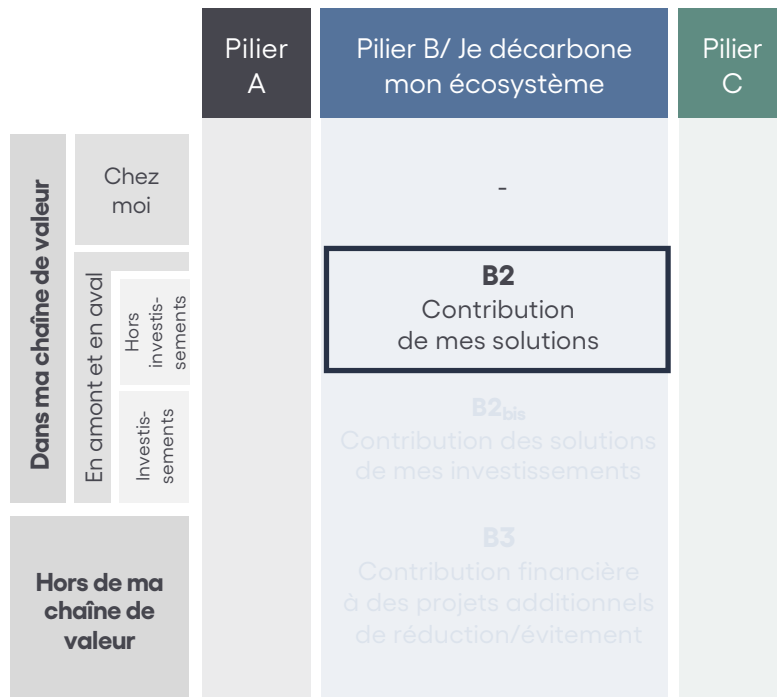 Pilier
A
Pilier B/ Je décarbone
mon écosystème
Pilier
C
Dans ma chaîne de valeur
Chez
moi
-
En amont et en aval
Hors
investis-
sements
B2
Contribution
de mes solutions
Investis-
sements
B2bis
Contribution des solutions
de mes investissements
Hors de ma
chaîne de
valeur
B3
Contribution financière
à des projets additionnels
de réduction/évitement